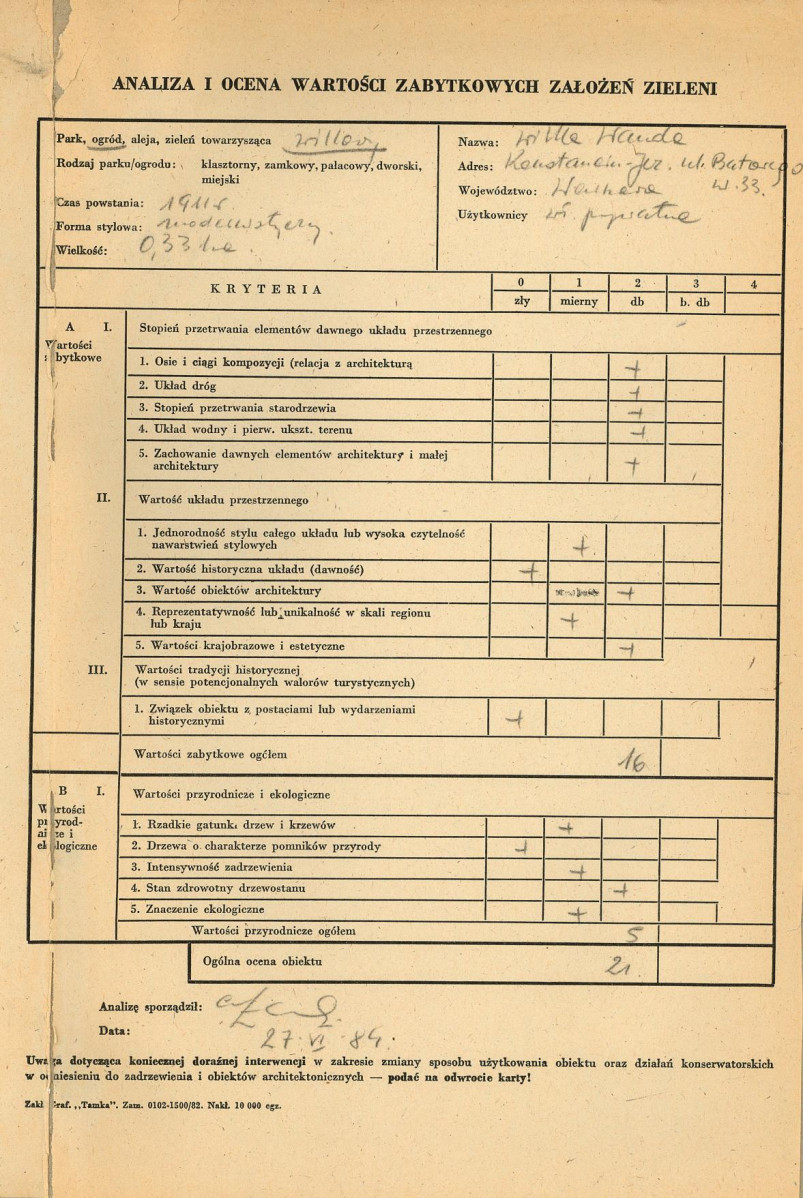 ANALIZA I OCENA WARTOŚCI ZABYTKOWYCH ZAŁOŻEŃ ZIELENI
Park, ogród, aleja, zieleń towarzysząca willowy
Rodzaj parku/ogrodu: klasztorny, zamkowy, pałacowy, dworski,
miejski
Czas powstania: 1911 r
Forma stylowa:
Wielkość: 0,33 ha.
Nazwa: Willa Wanda
Adres: Konstancin-Jez. ul. Batorego
Województwo: W-wskie nr. 33.
Użytkownicy wł. prywatna
KRYTERIA
0 1 2 3 4
zły mierny db b. db
A I. Stopień przetrwania elementów dawnego układu przestrzennego
Wartości
zabytkowe
1. Osie i ciągi kompozycji (relacja z architekturą +
2. Układ dróg +
3. Stopień przetrwania starodrzewia +
4. Układ wodny i pierw. ukszt. terenu +
5. Zachowanie dawnych elementów architektury i małej
architektury +
II. Wartość układu przestrzennego
1. Jednorodność stylu całego układu lub wysoka czytelność
nawarstwień stylowych +
2. Wartość historyczna układu (dawność) +
3. Wartość obiektów architektury +
4. Reprezentatywność lub unikalność w skali regionu
lub kraju +
5. Wartości krajobrazowe i estetyczne +
III. Wartości tradycji historycznej
(w sensie potencjonalnych walorów turystycznych)
1. Związek obiektu z postaciami lub wydarzeniami
historycznymi +
Wartości zabytkowe ogółem 16
B I. Wartości przyrodnicze i ekologiczne
Wartości
przyrod-
nicze i
ekologiczne
1. Rzadkie gatunki drzew i krzewów +
2. Drzewa o charakterze pomników przyrody +
3. Intensywność zadrzewienia +
4. Stan zdrowotny drzewostanu +
5. Znaczenie ekologiczne +
Wartości przyrodnicze ogółem 5
Ogólna ocena obiektu 21
Analizę sporządził:
Data: 27 VI 84.
Uwaga dotycząca koniecznej doraźnej interwencji w zakresie zmiany sposobu użytkowania obiektu oraz działań konserwatorskich
w odniesieniu do zadrzewienia i obiektów architektonicznych — podać na odwrocie karty!
Zakł. Graf. „Tamka". Zam. 0102-1500/82. Nakł. 10 000 egz.